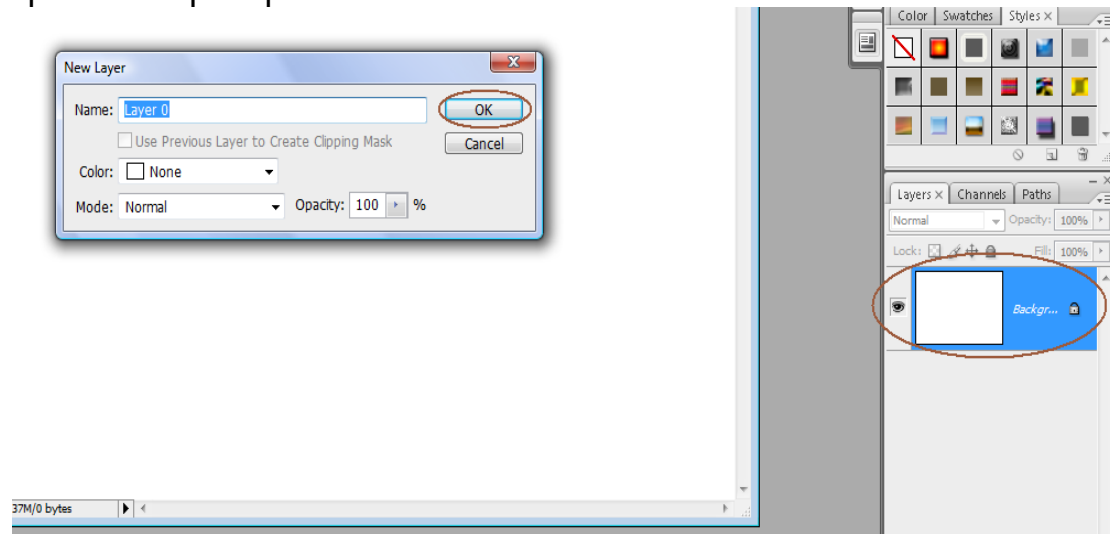 Color Swatches Styles ×
New Layer
Name: Layer 0
OK
Use Previous Layer to Create Clipping Mask
Cancel
Color: None
Mode: Normal
Opacity: 100 %
Layers × Channels Paths
Normal
Opacity: 100%
Lock:
Fill: 100%
Backgr...
37M/0 bytes